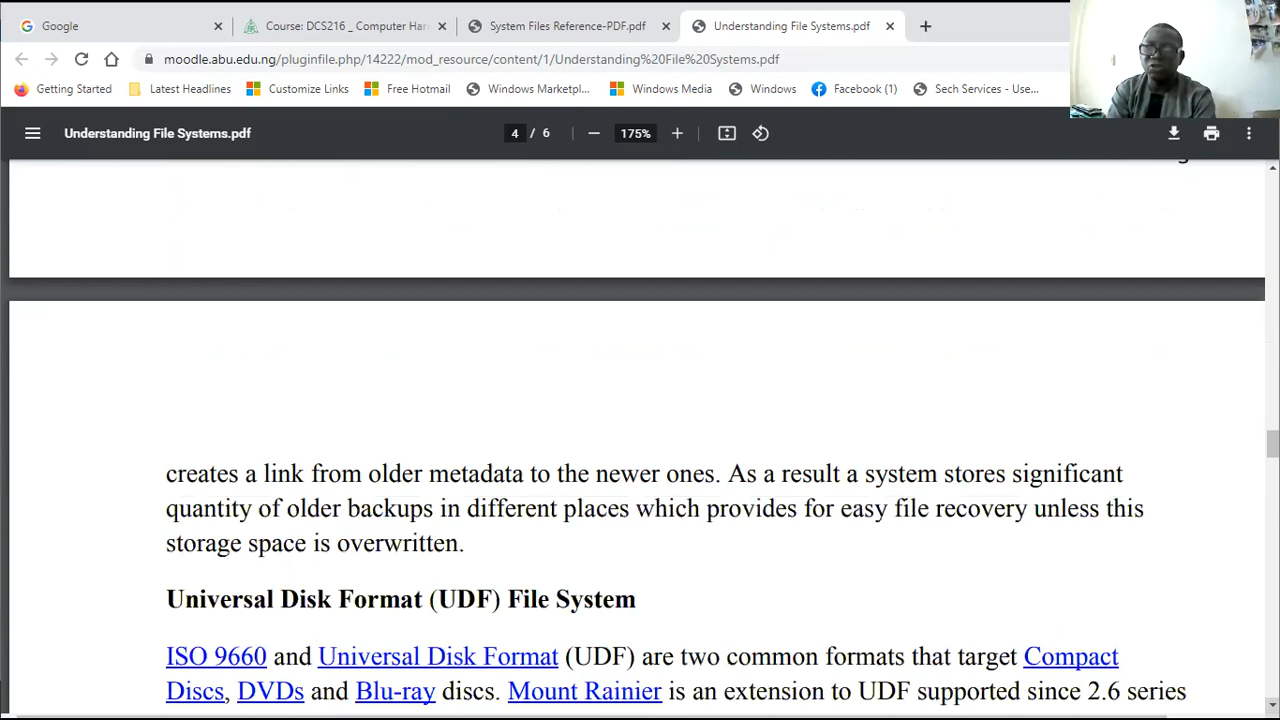 Google
Course: DCS216 _ Computer Har
System Files Reference-PDF.pdf
Understanding File Systems.pdf
moodle.abu.edu.ng/pluginfile.php/14222/mod_resource/content/1/Understanding%20File%20Systems.pdf
Getting Started
Latest Headlines
Customize Links
Free Hotmail
Windows Marketpl...
Windows Media
Windows
Facebook (1)
Sech Services - Use...
Understanding File Systems.pdf
4 / 6
175%
creates a link from older metadata to the newer ones. As a result a system stores significant
quantity of older backups in different places which provides for easy file recovery unless this
storage space is overwritten.
Universal Disk Format (UDF) File System
ISO 9660 and Universal Disk Format (UDF) are two common formats that target Compact
Discs, DVDs and Blu-ray discs. Mount Rainier is an extension to UDF supported since 2.6 series